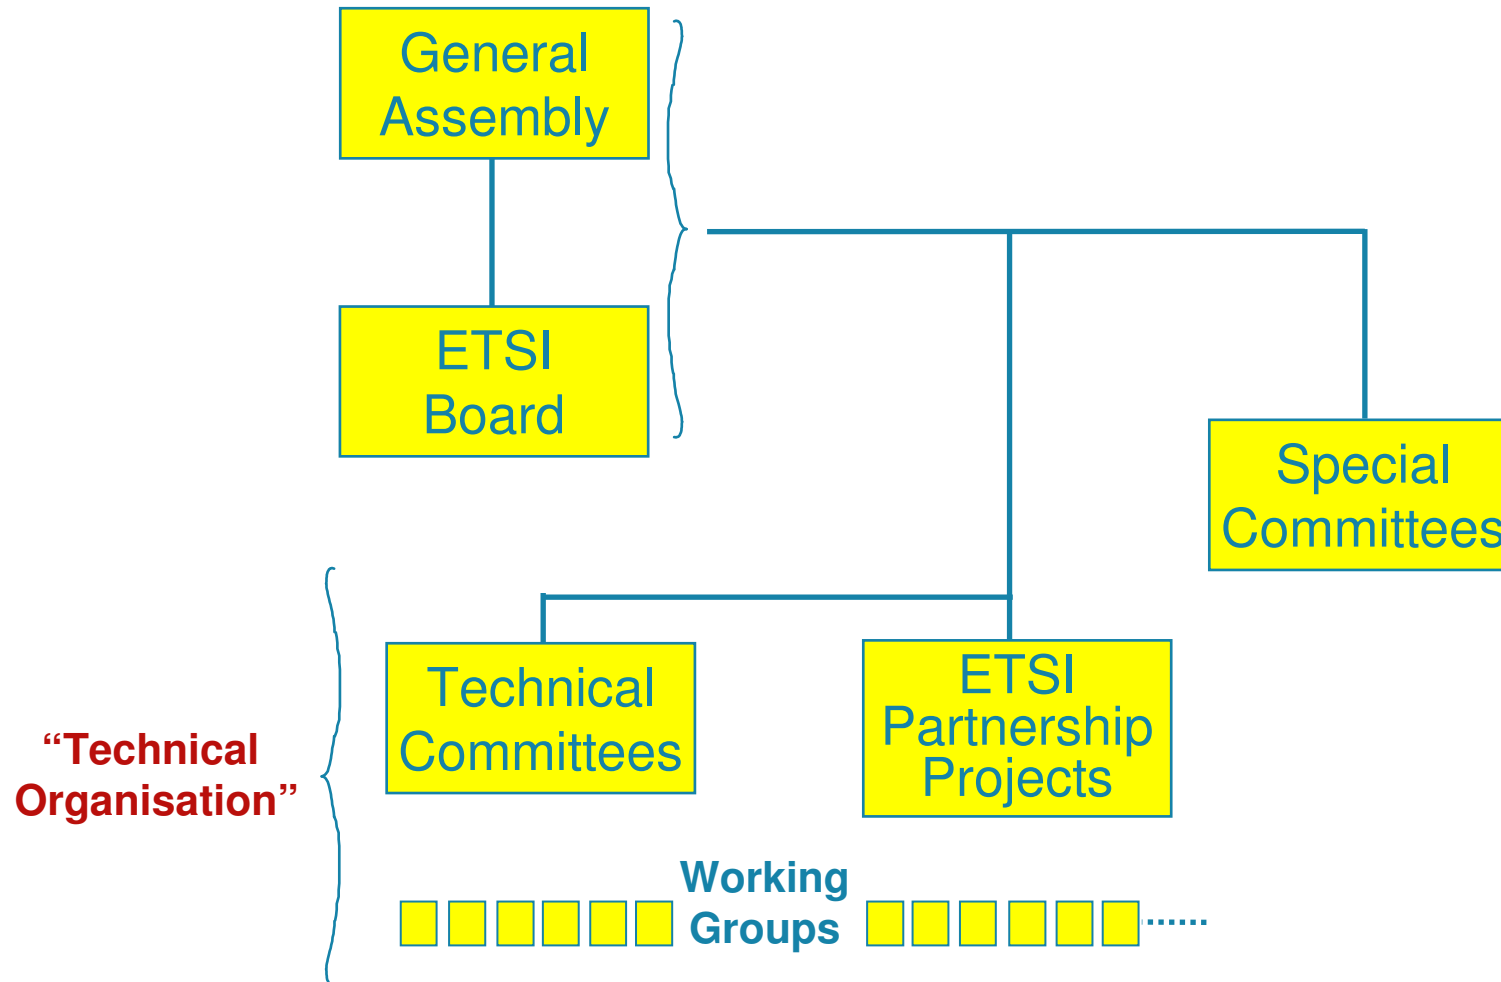 General
Assembly
ETSI
Board
Special
Committees
Technical
Committees
ETSI
Partnership
Projects
“Technical
Organisation”
Working
Groups
......